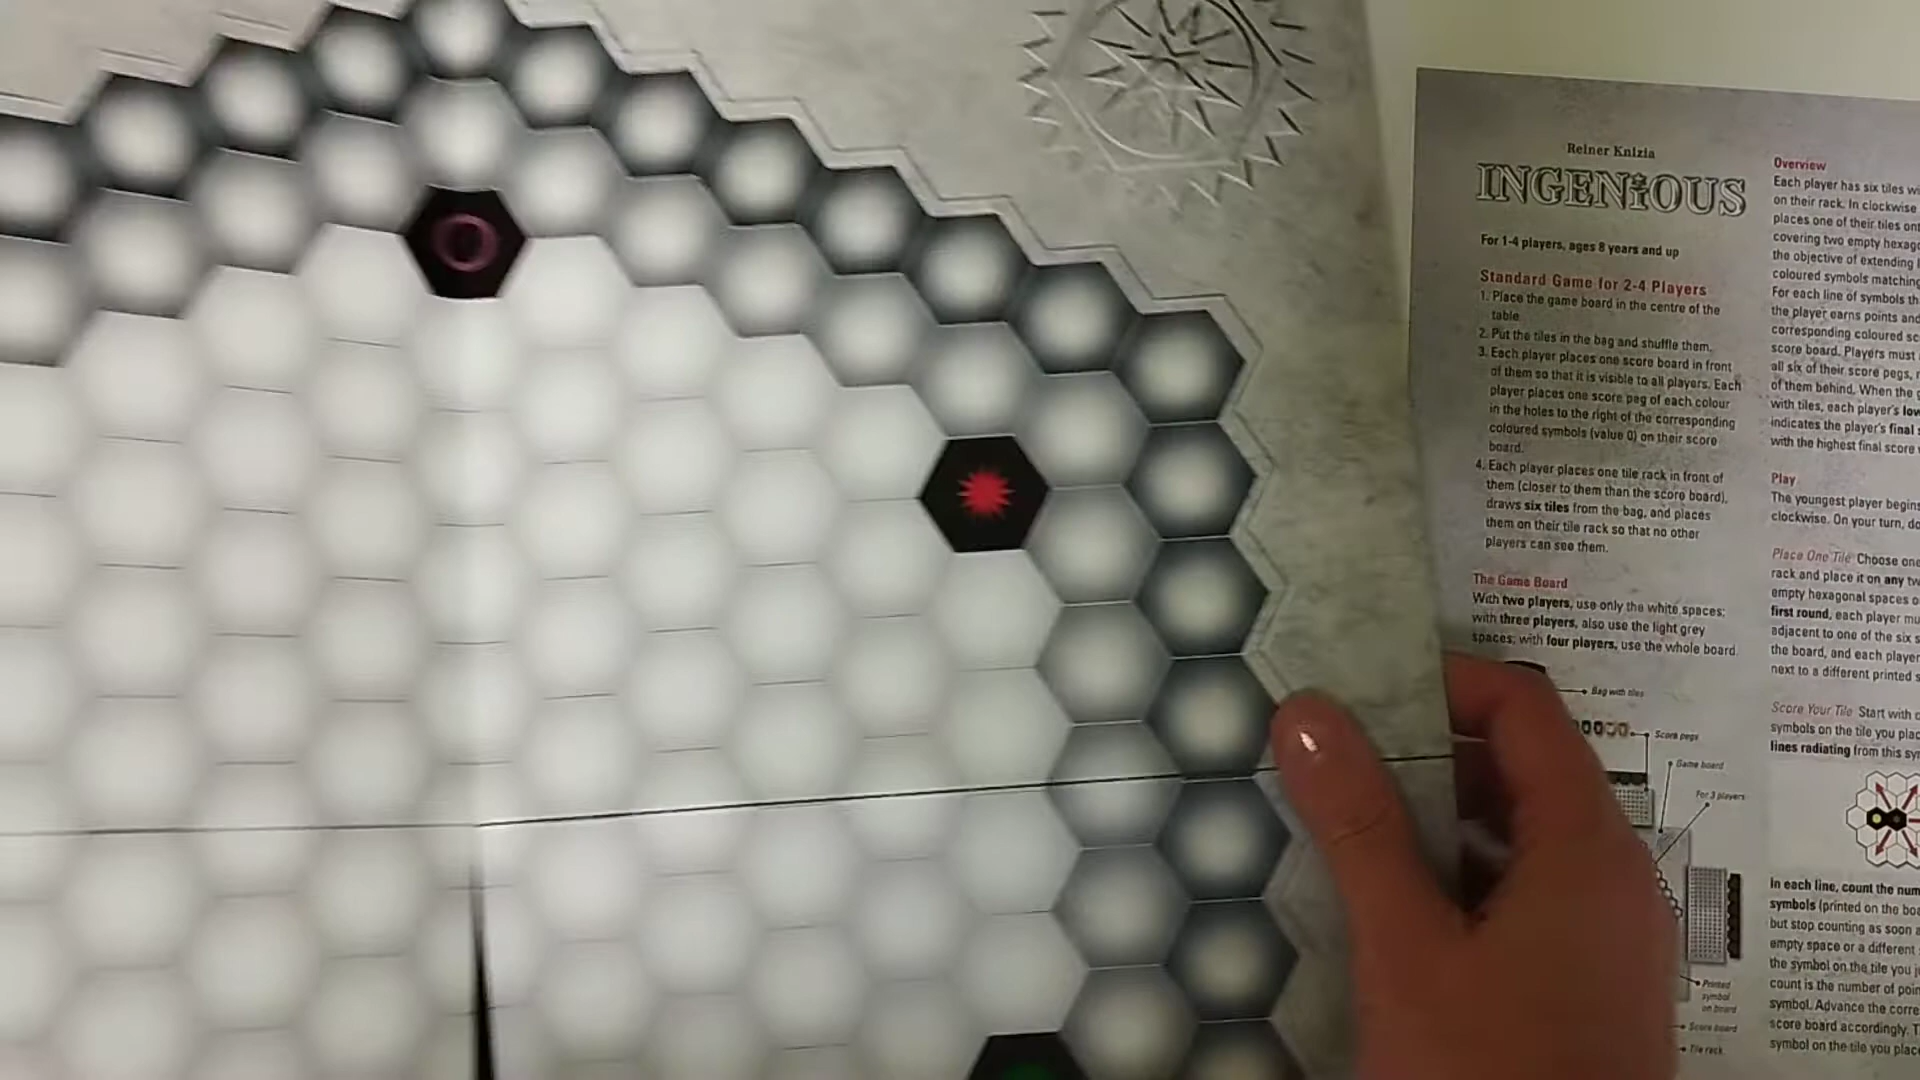 Reiner Knizia
INGENIOUS
For 1-4 players, ages 8 years and up
Standard Game for 2-4 Players
1. Place the game board in the centre of the
table.
2. Put the tiles in the bag and shuffle them.
3. Each player places one score board in front
of them so that it is visible to all players. Each
player places one score peg of each colour
in the holes to the right of the corresponding
coloured symbols (value 0) on their score
board.
4. Each player places one tile rack in front of
them (closer to them than the score board),
draws six tiles from the bag, and places
them on their tile rack so that no other
players can see them.
The Game Board
With two players, use only the white spaces;
with three players, also use the light grey
spaces; with four players, use the whole board.
Bag with tiles
Score pegs
Game board
For 3 players
Printed
symbol
on board
Score board
Tile rack
Overview
Each player has six tiles
on their rack. In clockwise
places one of their tiles
covering two empty
the objective of extending
coloured symbols matching
For each line of symbols
the player earns points and
corresponding coloured
score board. Players must
all six of their score pegs,
of them behind. When the
with tiles, each player's
indicates the player's final
with the highest final score
Play
The youngest player begins
clockwise. On your turn,
Place One Tile Choose one
rack and place it on any
empty hexagonal spaces
first round, each player
adjacent to one of the six
the board, and each player
next to a different printed
Score Your Tile Start with
symbols on the tile you
lines radiating from this
In each line, count the
symbols (printed on the
but stop counting as soon
empty space or a different
the symbol on the tile you
count is the number of
symbol. Advance the
score board accordingly.
symbol on the tile you